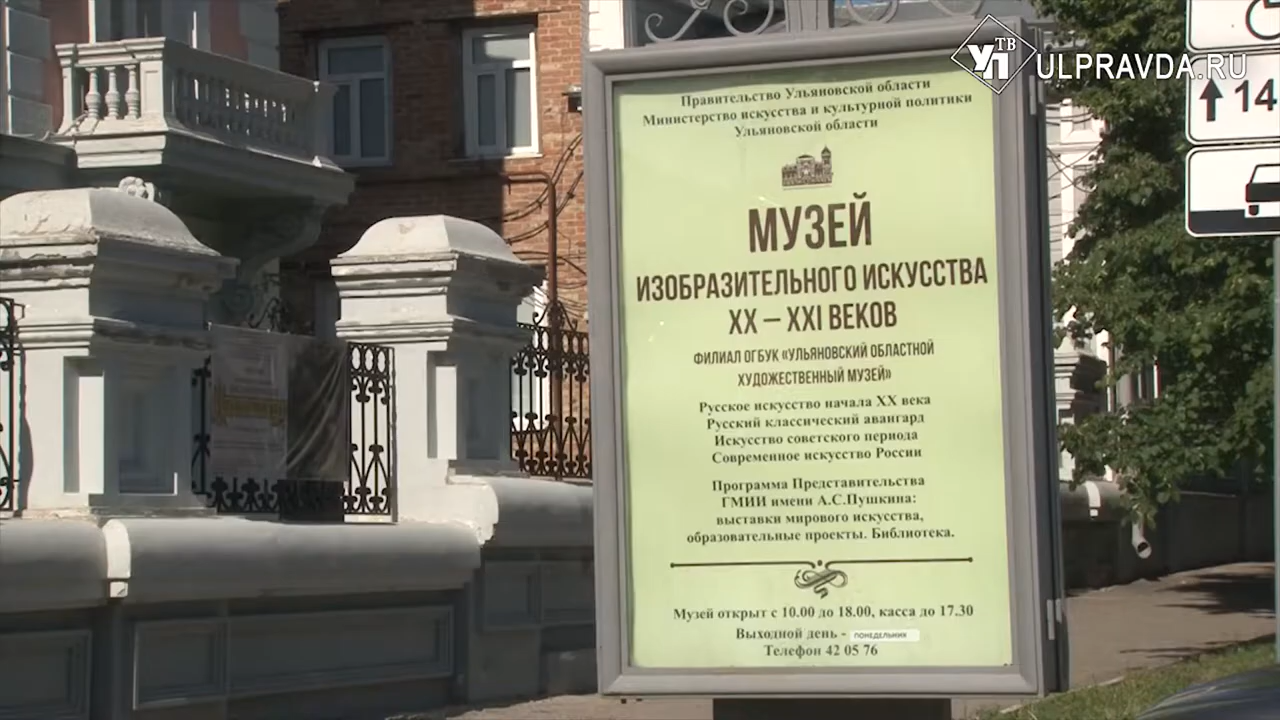 УП ТВ ULPRAVDA.RU
14
Правительство Ульяновской области
Министерство искусства и культурной политики
Ульяновской области
МУЗЕЙ
ИЗОБРАЗИТЕЛЬНОГО ИСКУССТВА
XX – XXI ВЕКОВ
ФИЛИАЛ ОГБУК «УЛЬЯНОВСКИЙ ОБЛАСТНОЙ
ХУДОЖЕСТВЕННЫЙ МУЗЕЙ»
Русское искусство начала XX века
Русский классический авангард
Искусство советского периода
Современное искусство России
Программа Представительства
ГМИИ имени А.С.Пушкина:
выставки мирового искусства,
образовательные проекты. Библиотека.
Музей открыт с 10.00 до 18.00, касса до 17.30
Выходной день - ПОНЕДЕЛЬНИК
Телефон 42 05 76